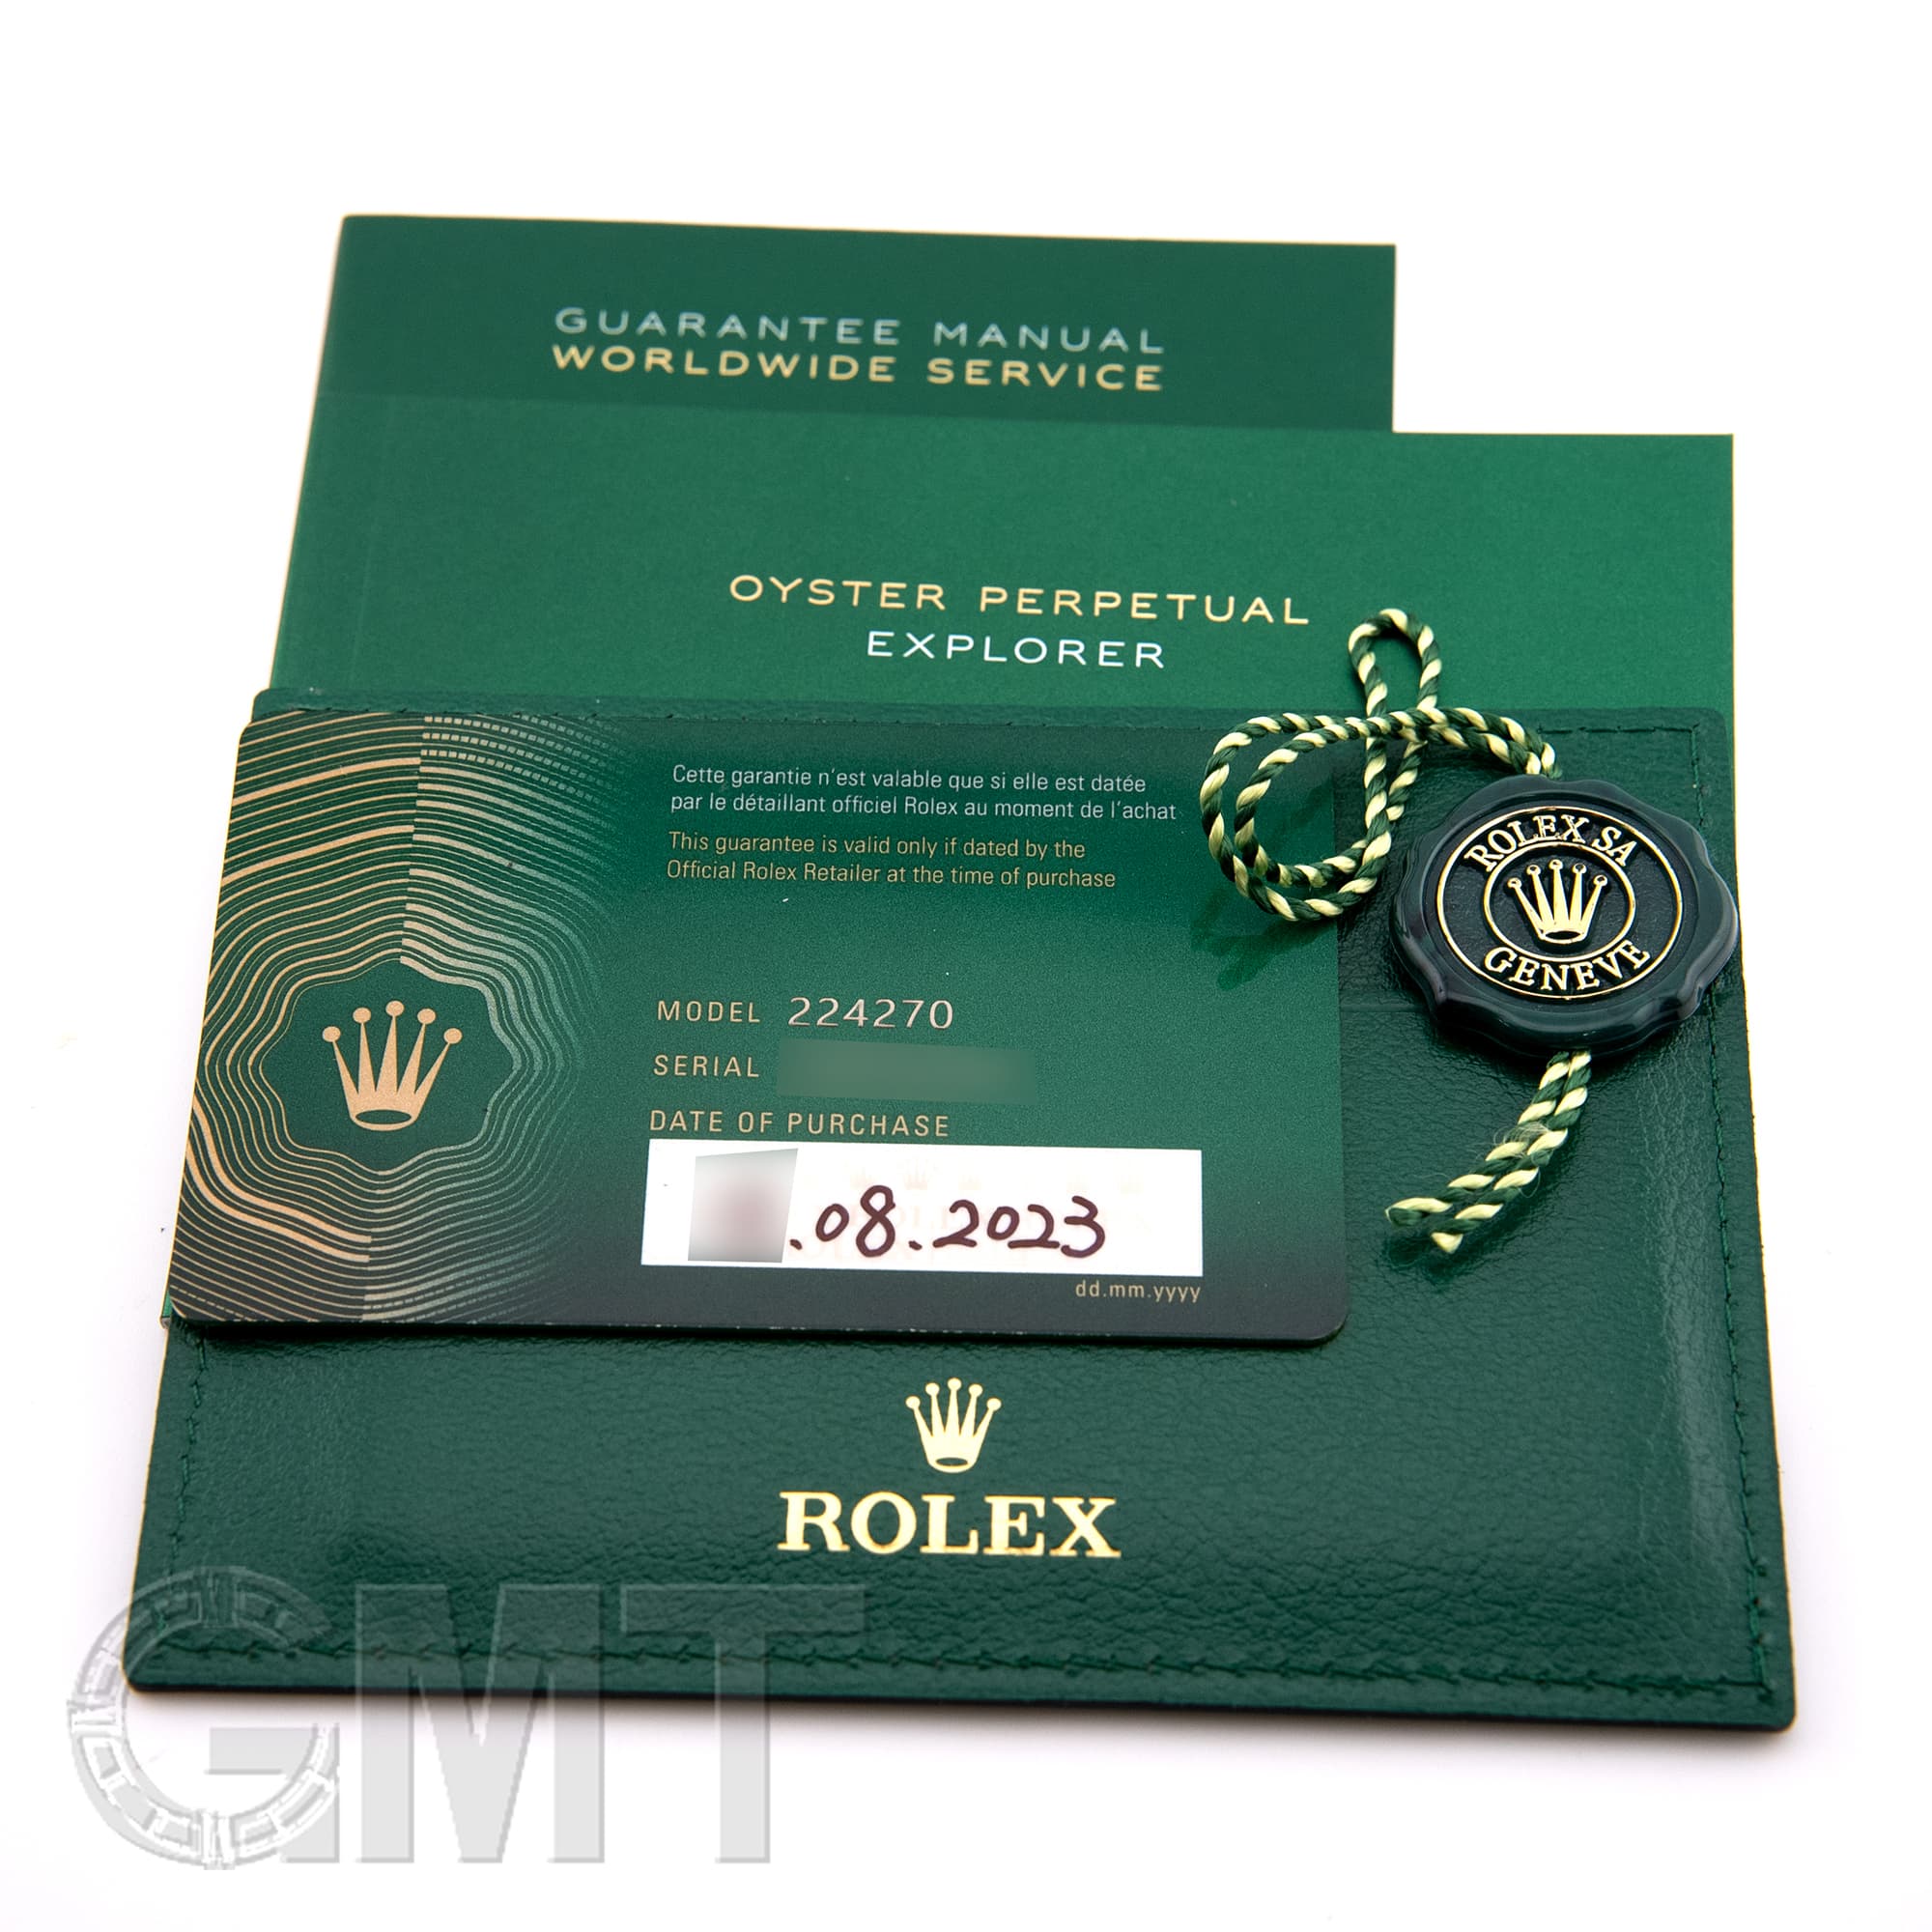 GUARANTEE MANUAL
WORLDWIDE SERVICE
OYSTER PERPETUAL
EXPLORER
Cette garantie n'est valable que si elle est datée
par le détaillant officiel Rolex au moment de l'achat
This guarantee is valid only if dated by the
Official Rolex Retailer at the time of purchase
MODEL 224270
SERIAL
DATE OF PURCHASE
.08.2023
dd.mm.yyyy
ROLEX SA
GENEVE
ROLEX
GMT